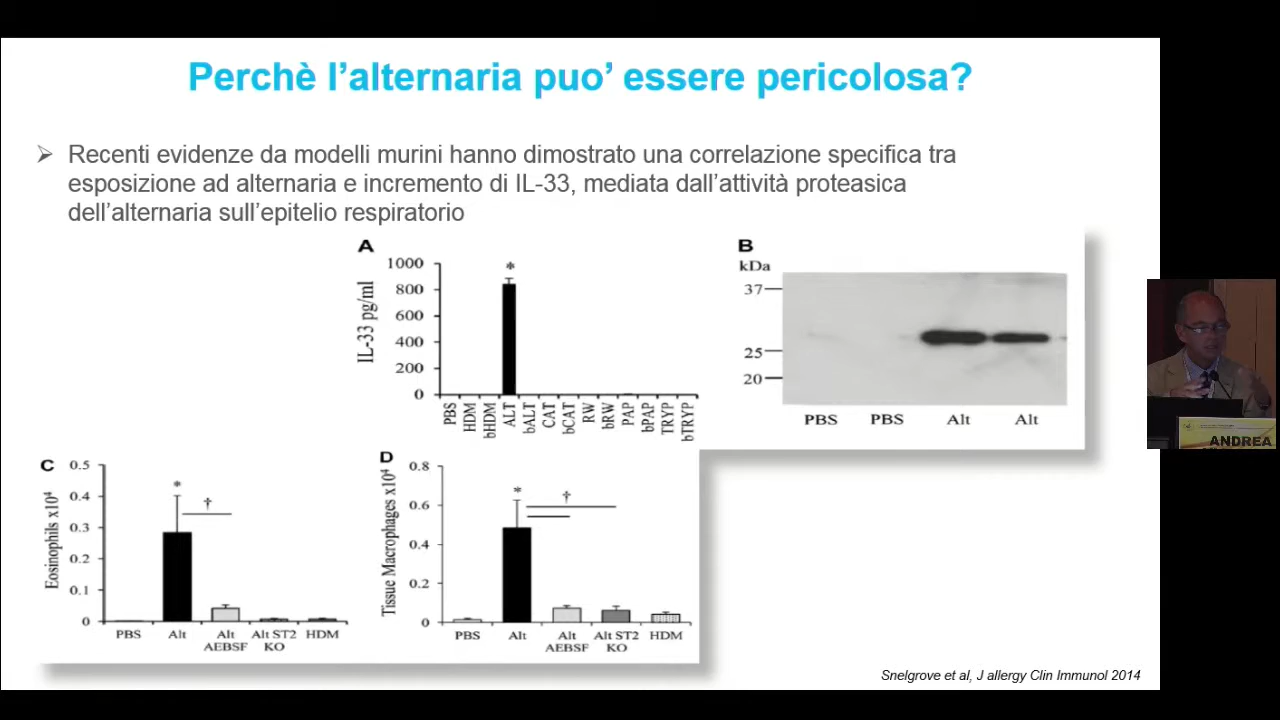 Perchè l'alternaria puo' essere pericolosa?
Recenti evidenze da modelli murini hanno dimostrato una correlazione specifica tra
esposizione ad alternaria e incremento di IL-33, mediata dall'attività proteasica
dell'alternaria sull'epitelio respiratorio
A
IL-33 pg/ml
1000
800
600
400
200
0
*
PBS
HDM
bHDM
ALT
bALT
CAT
bCAT
RW
bRW
PAP
bPAP
TRYP
bTRYP
B
kDa
37
25
20
PBS PBS Alt Alt
C
Eosinophils x10⁴
0.5
0.4
0.3
0.2
0.1
0
* †
PBS Alt Alt Alt ST2 HDM
AEBSF KO
D
Tissue Macrophages x10⁴
0.8
0.6
0.4
0.2
0
* †
PBS Alt Alt Alt ST2 HDM
AEBSF KO
Snelgrove et al, J allergy Clin Immunol 2014
ANDREA